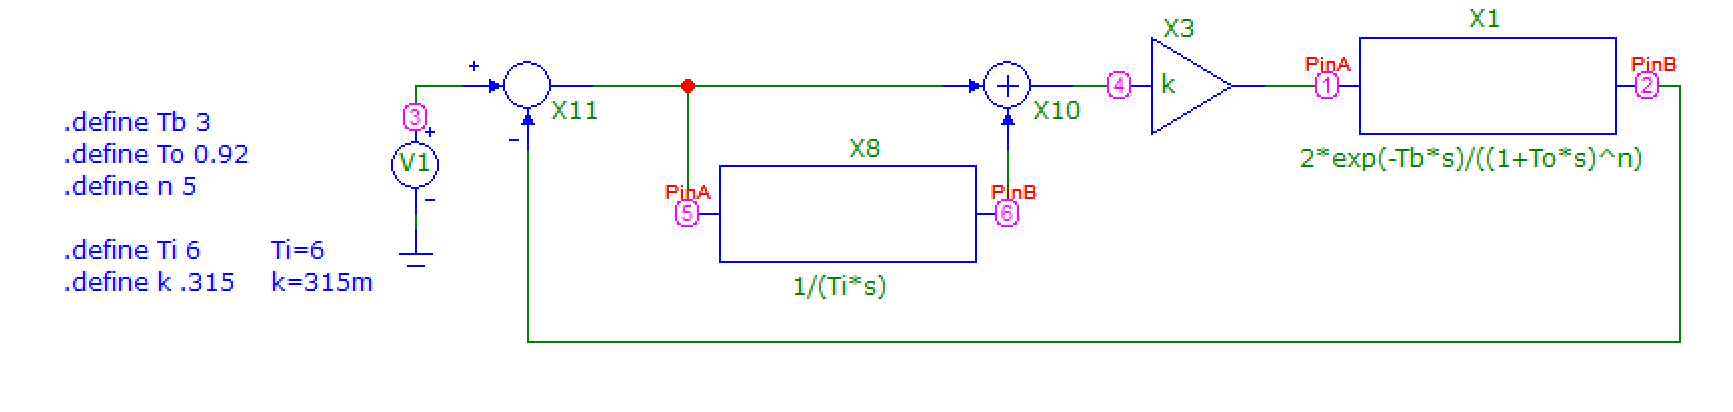 X1
X3
+
PinA
PinB
3
+
X11
+
X10
4
k
1
2
.define Tb 3
.define To 0.92
.define n 5
V1
-
-
X8
2*exp(-Tb*s)/((1+To*s)^n)
PinA
PinB
5
6
.define Ti 6
Ti=6
.define k .315
k=315m
1/(Ti*s)